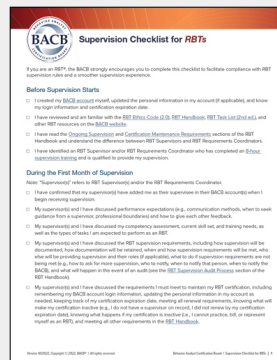 BACB
Supervision Checklist for RBTs
If you are an RBT®, the BACB strongly encourages you to complete this checklist to facilitate compliance with RBT
supervision rules and a smoother supervision experience.
Before Supervision Starts
☐ I created my BACB account myself, updated the personal information in my account (if applicable), and know
my login information and certification expiration date.
☐ I have reviewed and are familiar with the RBT Ethics Code (2.0), RBT Handbook, RBT Task List (2nd ed.), and
other RBT resources on the BACB website.
☐ I have read the Ongoing Supervision and Certification Maintenance Requirements sections of the RBT
Handbook and understand the difference between RBT Supervisors and RBT Requirements Coordinators.
☐ I have identified an RBT Supervisor and/or RBT Requirements Coordinator who has completed an 8-hour
supervision training and is qualified to provide my supervision.
During the First Month of Supervision
Note: "Supervisor(s)" refers to RBT Supervisor(s) and/or the RBT Requirements Coordinator.
☐ I have confirmed that my supervisor(s) have added me as their supervisee in their BACB account(s) when I
begin receiving supervision.
☐ My supervisor(s) and I have discussed performance expectations (e.g., communication methods, when to seek
guidance from a supervisor, professional boundaries) and how to give each other feedback.
☐ My supervisor(s) and I have discussed my competency assessment, current skill set, and training needs, as
well as the types of tasks I am expected to perform as an RBT.
☐ My supervisor(s) and I have discussed the RBT supervision requirements, including how supervision will be
documented, how documentation will be retained, when and how supervision requirements will be met, who
else will be providing supervision and their roles (if applicable), what to do if supervision requirements are not
being met (e.g., how to ask for more supervision, who to notify, when to notify that person, when to notify the
BACB), and what will happen in the event of an audit (see the RBT Supervision Audit Process section of the
RBT Handbook).
☐ My supervisor(s) and I have discussed the requirements I must meet to maintain my RBT certification, including
remembering my BACB account login information, updating the personal information in my account as
needed, keeping track of my certification expiration date, meeting all renewal requirements, knowing what will
make my certification inactive (e.g., I do not have a supervisor on record, I did not renew by my certification
expiration date), knowing what happens if my certification is inactive (i.e., I cannot practice, bill, or represent
myself as an RBT), and meeting all other requirements in the RBT Handbook.